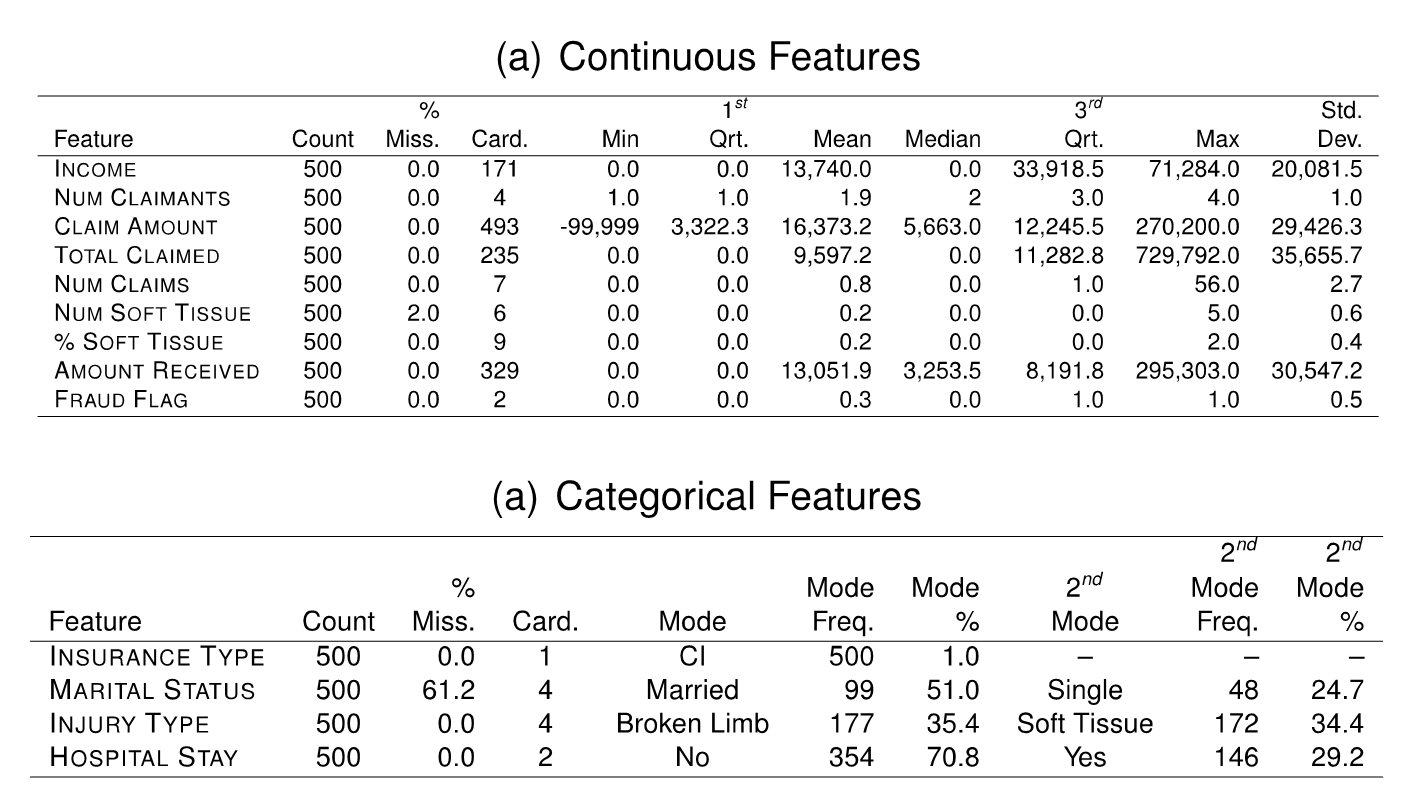 (a) Continuous Features
% 1st 3rd Std.
Feature Count Miss. Card. Min Qrt. Mean Median Qrt. Max Dev.
INCOME 500 0.0 171 0.0 0.0 13,740.0 0.0 33,918.5 71,284.0 20,081.5
NUM CLAIMANTS 500 0.0 4 1.0 1.0 1.9 2 3.0 4.0 1.0
CLAIM AMOUNT 500 0.0 493 -99,999 3,322.3 16,373.2 5,663.0 12,245.5 270,200.0 29,426.3
TOTAL CLAIMED 500 0.0 235 0.0 0.0 9,597.2 0.0 11,282.8 729,792.0 35,655.7
NUM CLAIMS 500 0.0 7 0.0 0.0 0.8 0.0 1.0 56.0 2.7
NUM SOFT TISSUE 500 2.0 6 0.0 0.0 0.2 0.0 0.0 5.0 0.6
% SOFT TISSUE 500 0.0 9 0.0 0.0 0.2 0.0 0.0 2.0 0.4
AMOUNT RECEIVED 500 0.0 329 0.0 0.0 13,051.9 3,253.5 8,191.8 295,303.0 30,547.2
FRAUD FLAG 500 0.0 2 0.0 0.0 0.3 0.0 1.0 1.0 0.5
(a) Categorical Features
2nd 2nd
% Mode Mode 2nd Mode Mode
Feature Count Miss. Card. Mode Freq. % Mode Freq. %
INSURANCE TYPE 500 0.0 1 CI 500 1.0 – – –
MARITAL STATUS 500 61.2 4 Married 99 51.0 Single 48 24.7
INJURY TYPE 500 0.0 4 Broken Limb 177 35.4 Soft Tissue 172 34.4
HOSPITAL STAY 500 0.0 2 No 354 70.8 Yes 146 29.2